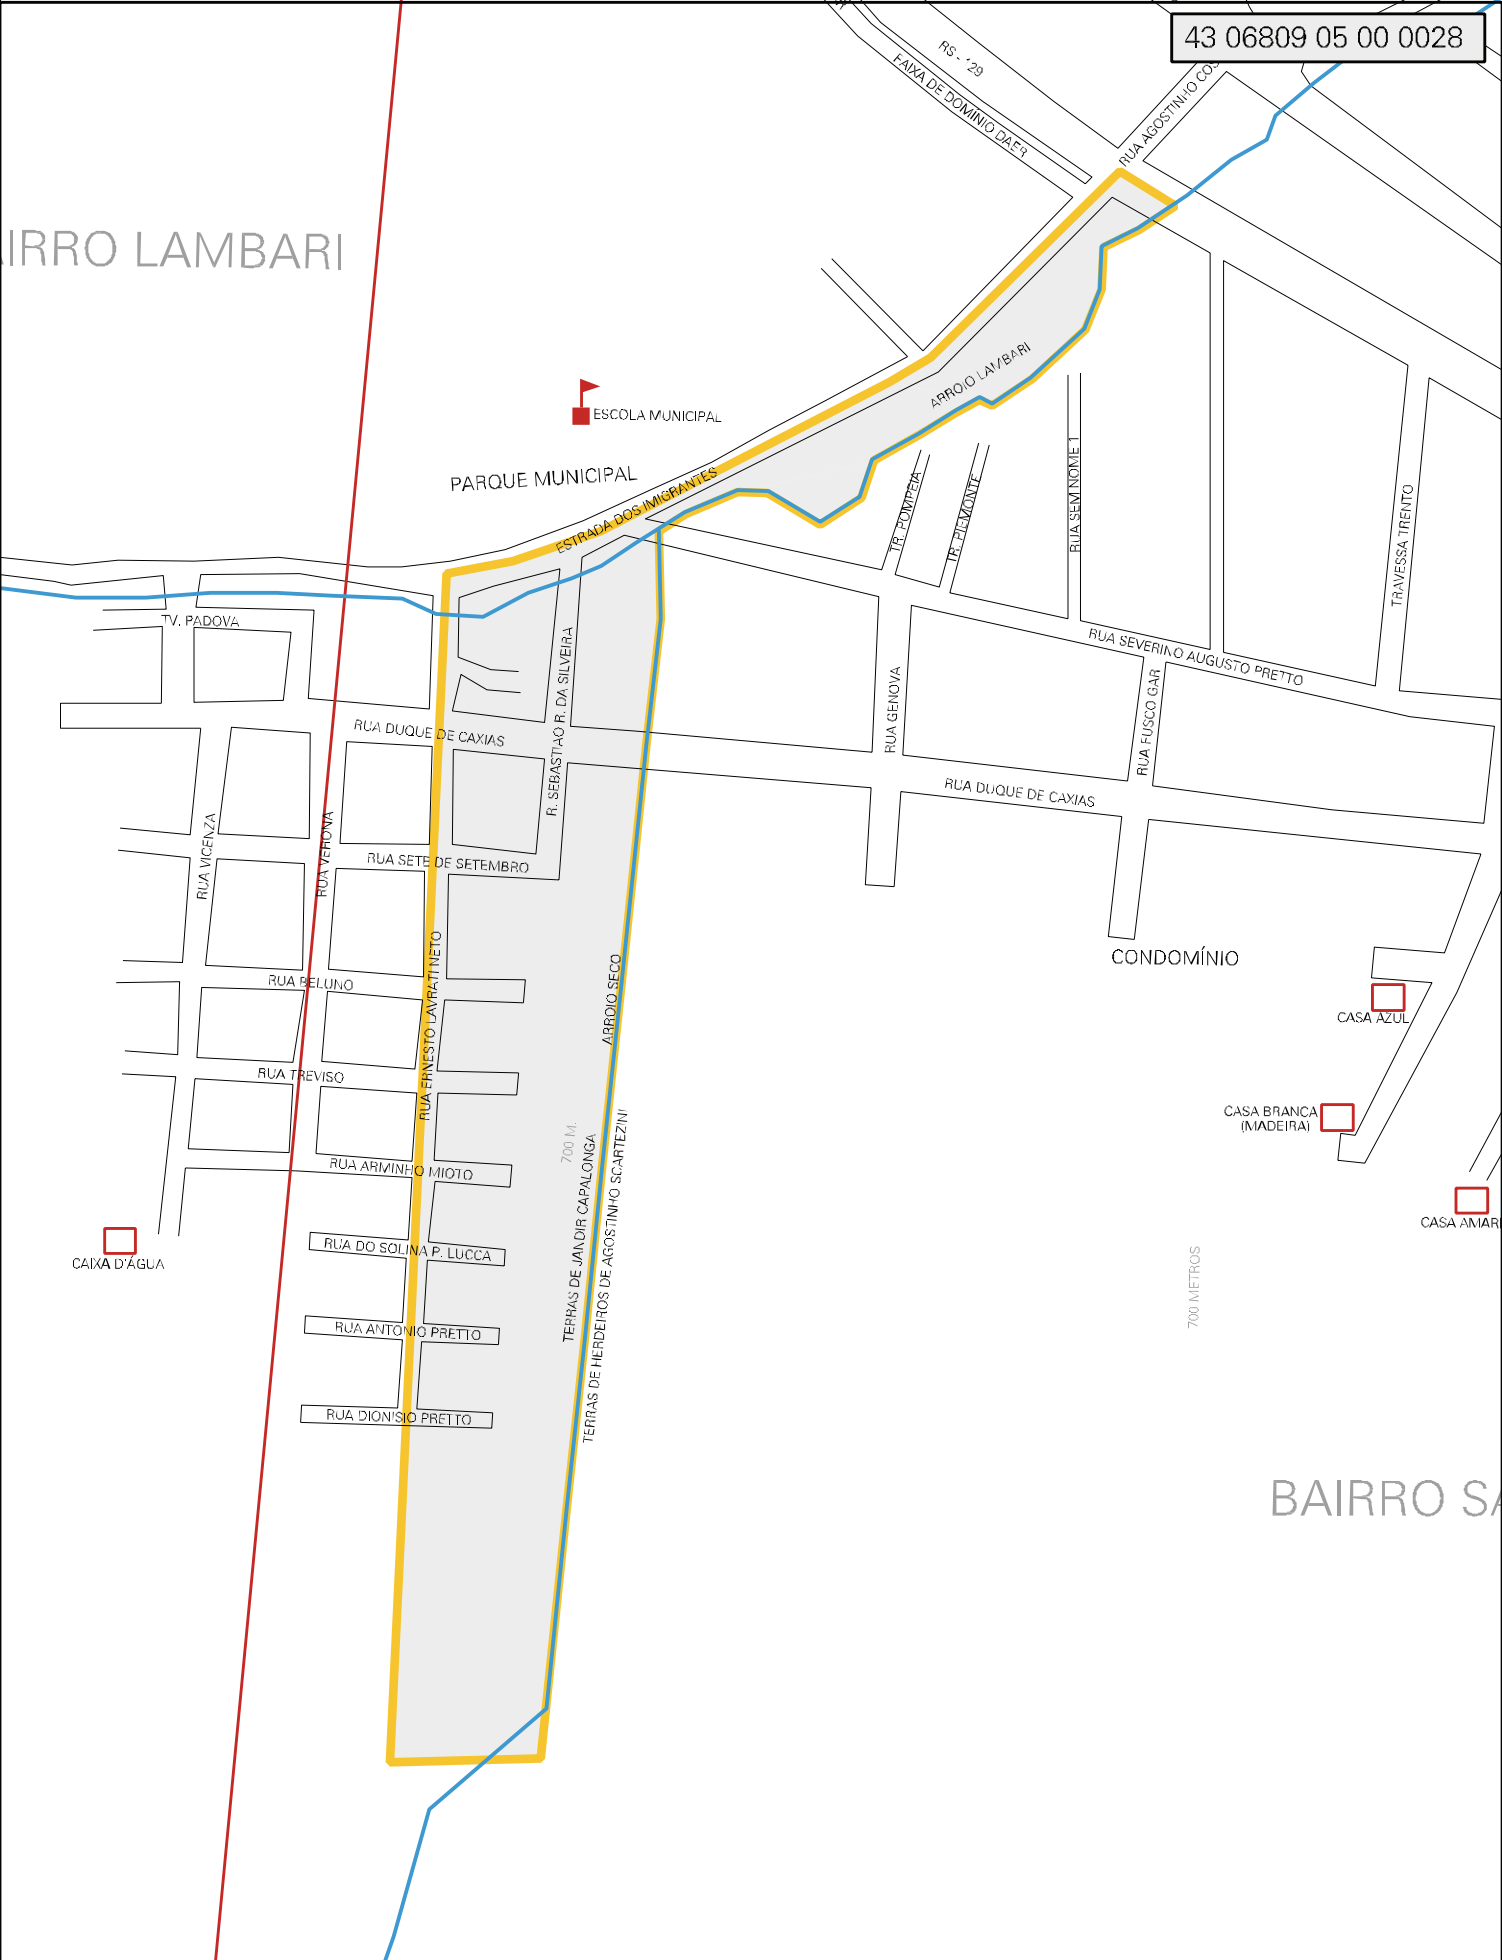 43 06809 05 00 0028
RS - 129
FAIXA DE DOMÍNIO DAER
RUA AGOSTINHO COS
IRRO LAMBARI
ARROIO LAMBARI
ESCOLA MUNICIPAL
PARQUE MUNICIPAL
ESTRADA DOS IMIGRANTES
TR. POMPEIA
TR. PIEMONTE
RUA SEM NOME 1
TRAVESSA TRENTO
TV. PADOVA
RUA SEVERINO AUGUSTO PRETTO
R. SEBASTIAO R. DA SILVEIRA
RUA GENOVA
RUA FUSCO GAR
RUA DUQUE DE CAXIAS
RUA DUQUE DE CAXIAS
RUA VICENZA
RUA VERONA
RUA SETE DE SETEMBRO
RUA ERNESTO LAVRATI NETO
ARROIO SECO
CONDOMÍNIO
RUA BELUNO
CASA AZUL
RUA TREVISO
CASA BRANCA
(MADEIRA)
700 M.
TERRAS DE JANDIR CAPALONGA
TERRAS DE HERDEIROS DE AGOSTINHO SCARTEZINI
RUA ARMINHO MIOTO
CASA AMAR
RUA DO SOLINA P. LUCCA
CAIXA D'ÁGUA
700 METROS
RUA ANTONIO PRETTO
RUA DIONISIO PRETTO
BAIRRO SA